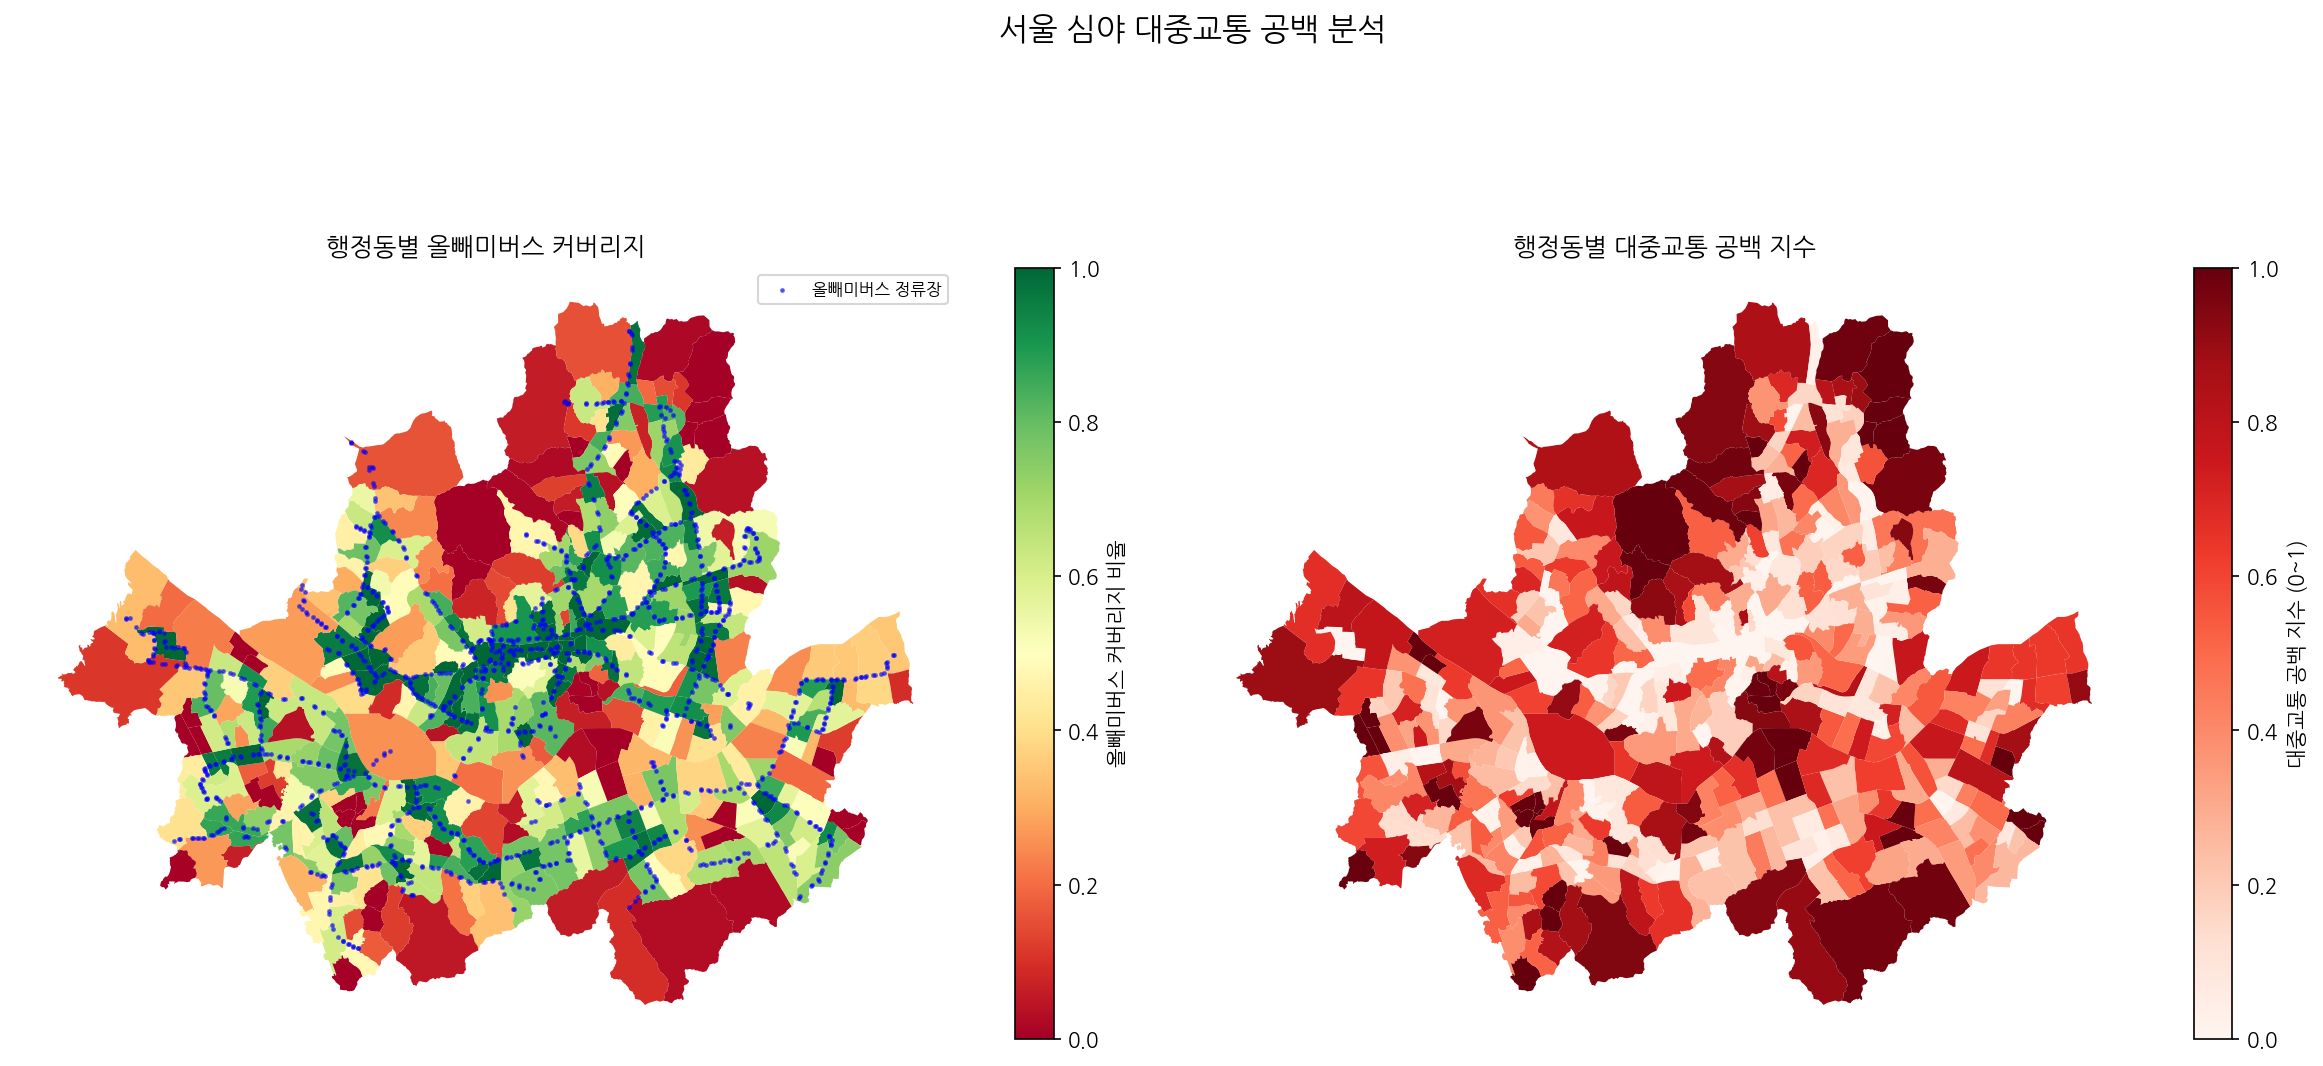 서울 심야 대중교통 공백 분석
행정동별 올빼미버스 커버리지
올빼미버스 정류장
1.0
0.8
0.6
0.4
0.2
0.0
올빼미버스 커버리지 비율
행정동별 대중교통 공백 지수
1.0
0.8
0.6
0.4
0.2
0.0
대중교통 공백 지수 (0~1)